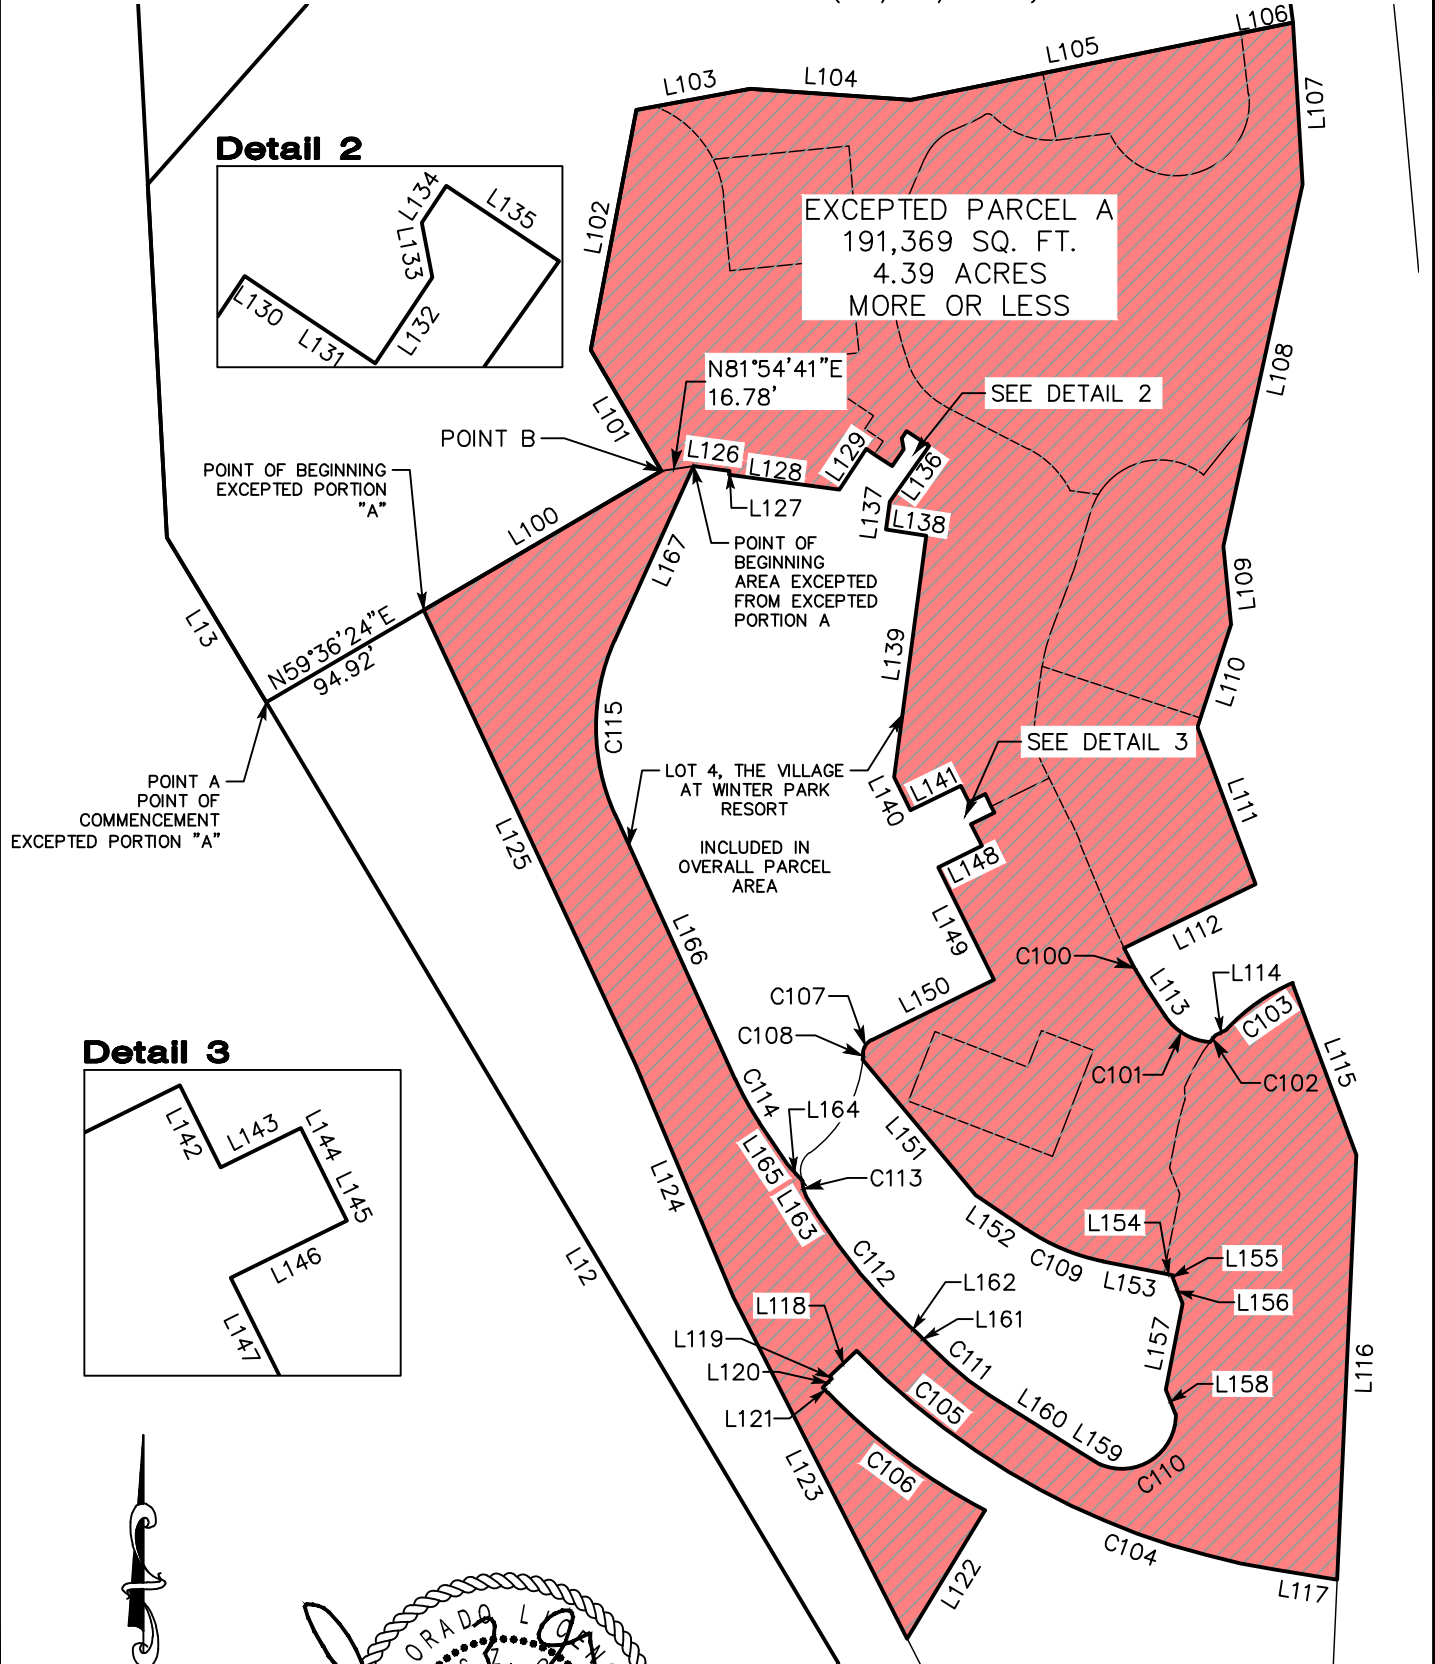 L106
L105
L104
L103
L107
Detail 2
L134
L135
L133
L130
L131
L132
L102
EXCEPTED PARCEL A
191,369 SQ. FT.
4.39 ACRES
MORE OR LESS
L108
N81°54'41"E
16.78'
SEE DETAIL 2
L101
POINT B
L126
L128
L129
L136
POINT OF BEGINNING
EXCEPTED PORTION
"A"
L100
L127
L137
L138
L167
POINT OF
BEGINNING
AREA EXCEPTED
FROM EXCEPTED
PORTION A
L109
L13
N59°36'24"E
94.92'
L139
L110
C115
SEE DETAIL 3
POINT A
POINT OF
COMMENCEMENT
EXCEPTED PORTION "A"
LOT 4, THE VILLAGE
AT WINTER PARK
RESORT
INCLUDED IN
OVERALL PARCEL
AREA
L140
L141
L111
L125
L148
L166
L149
L112
C100
L113
L114
C103
C107
L150
C108
C101
C102
L115
Detail 3
L142
L143
L144
L145
L146
L147
C114
L164
L151
L165
C113
L163
L124
L152
C109
L153
L154
L155
L156
L12
C112
L162
L161
L118
L157
L119
L120
L121
C111
L158
L116
C105
L160
L159
C110
L123
C106
C104
L122
L117
ORADO LICEN